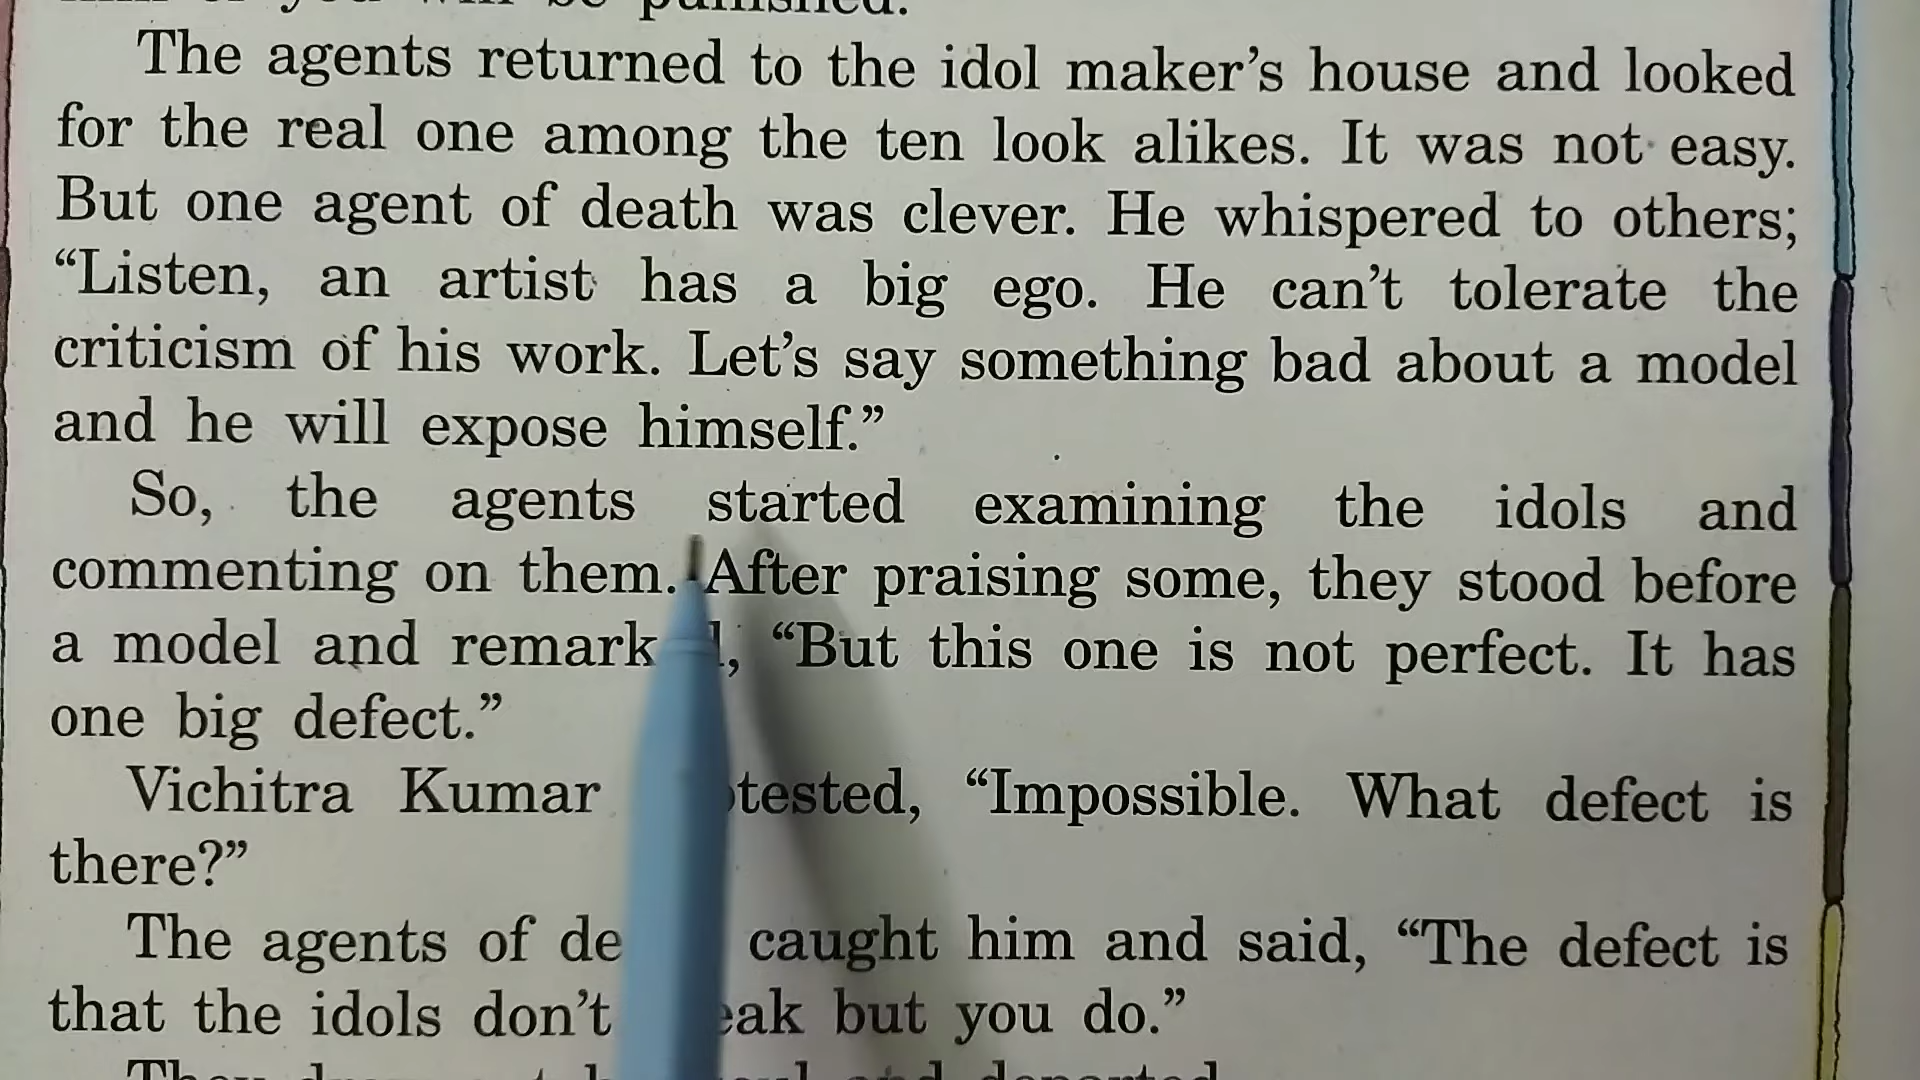 you will be punished.
The agents returned to the idol maker’s house and looked
for the real one among the ten look alikes. It was not easy.
But one agent of death was clever. He whispered to others;
“Listen, an artist has a big ego. He can’t tolerate the
criticism of his work. Let’s say something bad about a model
and he will expose himself.”
So, the agents started examining the idols and
commenting on them. After praising some, they stood before
a model and , “But this one is not perfect. It has
one big defect.”
Vichitra Kumar , “Impossible. What defect is
there?”
The agents of caught him and said, “The defect is
that the idols don’t but you do.”